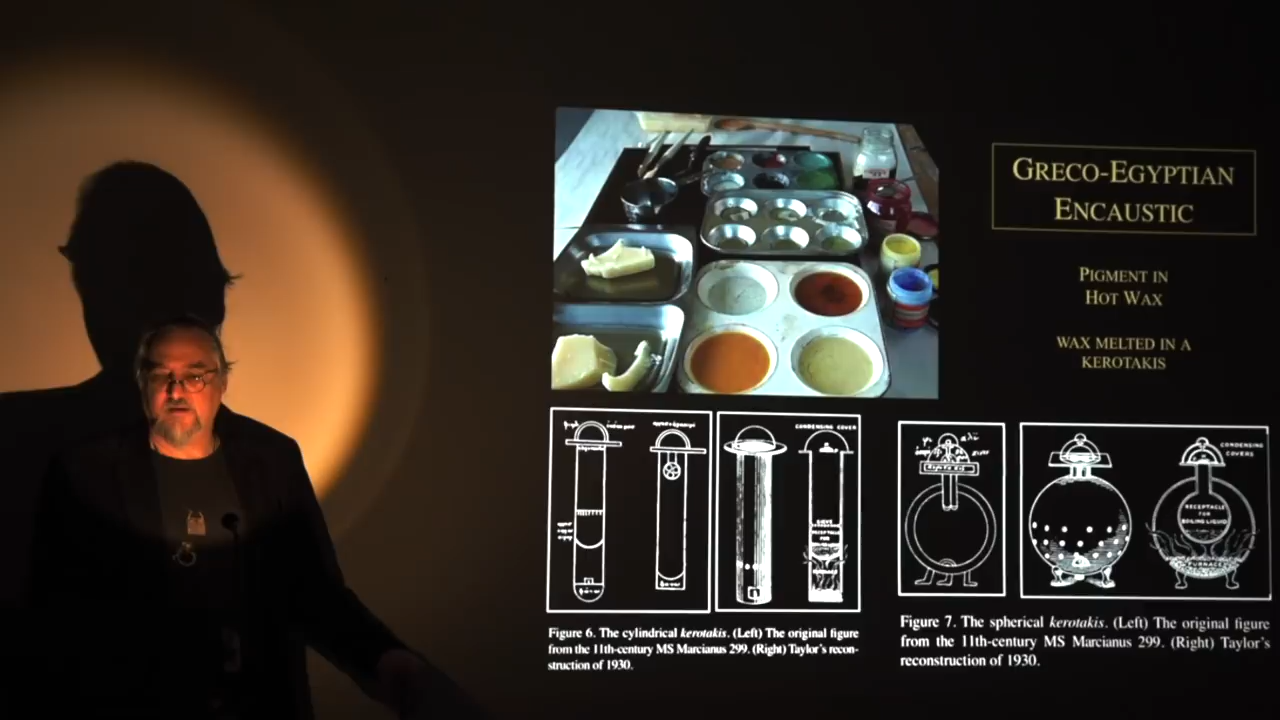 GRECO-EGYPTIAN
ENCAUSTIC
PIGMENT IN
HOT WAX
WAX MELTED IN A
KEROTAKIS
CONDENSING COVER
RECEPTACLE
FOR
FURNACE
CONDENSING
COVERS
RECEPTACLE
FOR
BOILING LIQUID
FURNACE
Figure 6. The cylindrical kerotakis. (Left) The original figure
from the 11th-century MS Marcianus 299. (Right) Taylor's recon-
struction of 1930.
Figure 7. The spherical kerotakis. (Left) The original figure
from the 11th-century MS Marcianus 299. (Right) Taylor's
reconstruction of 1930.